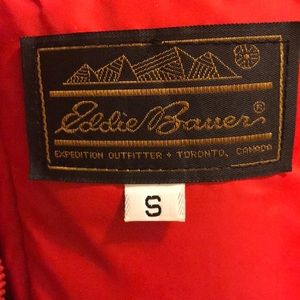 Eddie Bauer®
EXPEDITION OUTFITTER + TORONTO, CANADA
S